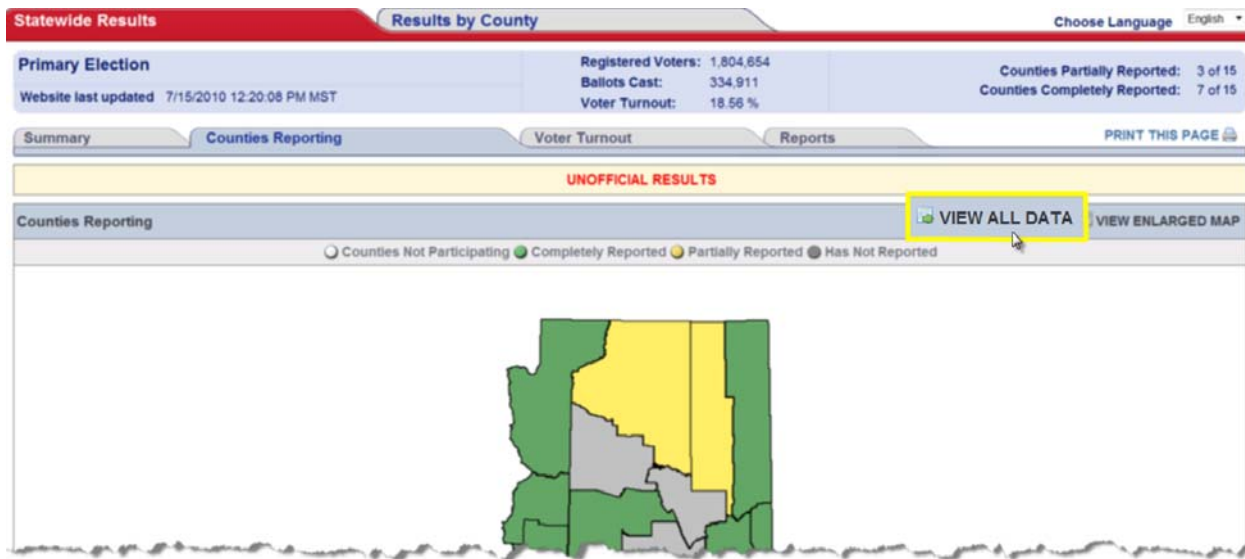 Statewide Results Results by County Choose Language English
Primary Election Registered Voters: 1,804,654 Counties Partially Reported: 3 of 15
Ballots Cast: 334,911 Counties Completely Reported: 7 of 15
Website last updated 7/15/2010 12:20:08 PM MST Voter Turnout: 18.56 %
Summary Counties Reporting Voter Turnout Reports PRINT THIS PAGE
UNOFFICIAL RESULTS
Counties Reporting VIEW ALL DATA VIEW ENLARGED MAP
Counties Not Participating Completely Reported Partially Reported Has Not Reported